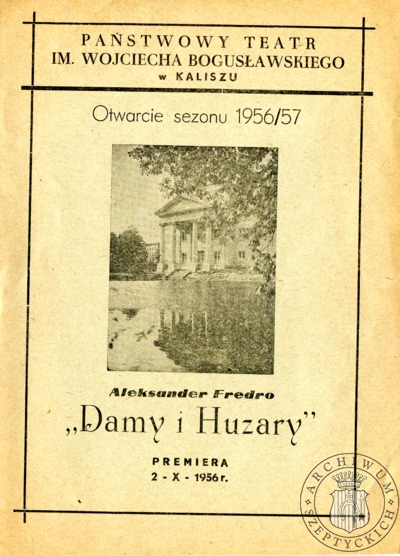 PAŃSTWOWY TEATR
IM. WOJCIECHA BOGUSŁAWSKIEGO
w KALISZU
Otwarcie sezonu 1956/57
Aleksander Fredro
„Damy i Huzary”
PREMIERA
2 - X - 1956 r.
ARCHIWUM SZEPTYCKICH